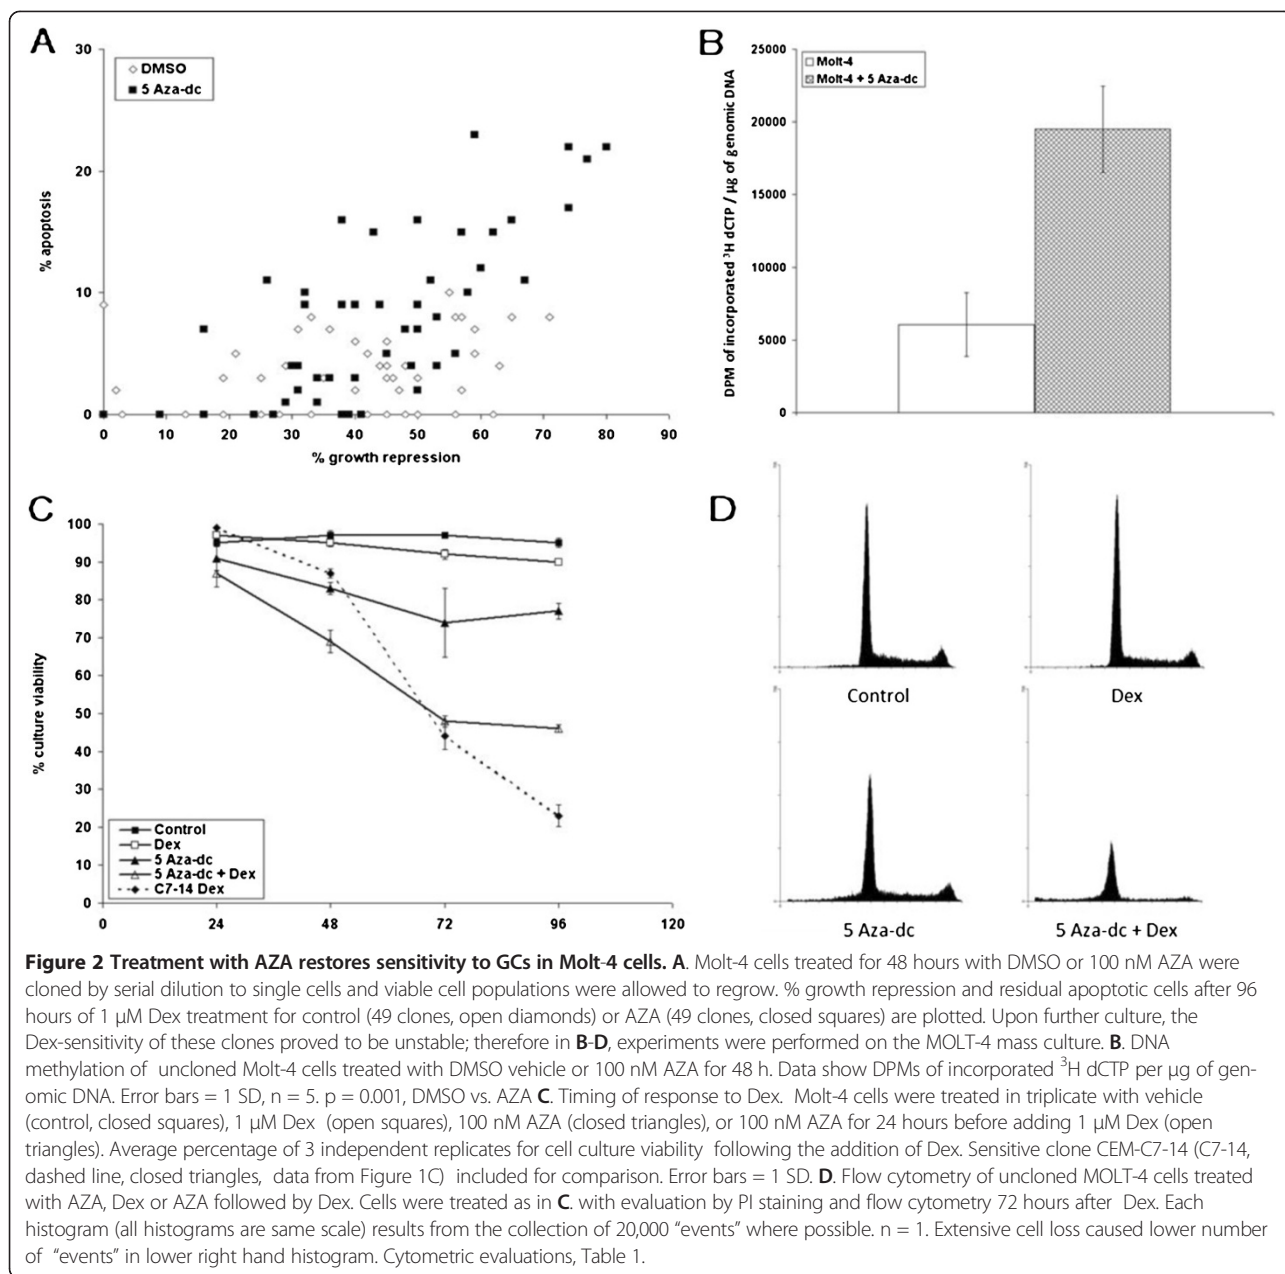 A
30
20
10
0
% apoptosis
DMSO
5 Aza-dc
0 10 20 30 40 50 60 70 80 90
% growth repression
B
25000
20000
15000
10000
5000
0
DPM of incorporated ³H dCTP / µg of genomic DNA
Molt-4
Molt-4 + 5 Aza-dc
C
100
90
80
70
60
50
40
30
20
10
0
% culture viability
Control
Dex
5 Aza-dc
5 Aza-dc + Dex
C7-14 Dex
0 24 48 72 96 120
D
Control
Dex
5 Aza-dc
5 Aza-dc + Dex
Figure 2 Treatment with AZA restores sensitivity to GCs in Molt-4 cells. A. Molt-4 cells treated for 48 hours with DMSO or 100 nM AZA were
cloned by serial dilution to single cells and viable cell populations were allowed to regrow. % growth repression and residual apoptotic cells after 96
hours of 1 µM Dex treatment for control (49 clones, open diamonds) or AZA (49 clones, closed squares) are plotted. Upon further culture, the
Dex-sensitivity of these clones proved to be unstable; therefore in B-D, experiments were performed on the MOLT-4 mass culture. B. DNA
methylation of uncloned Molt-4 cells treated with DMSO vehicle or 100 nM AZA for 48 h. Data show DPMs of incorporated ³H dCTP per µg of gen-
omic DNA. Error bars = 1 SD, n = 5. p = 0.001, DMSO vs. AZA C. Timing of response to Dex. Molt-4 cells were treated in triplicate with vehicle
(control, closed squares), 1 µM Dex (open squares), 100 nM AZA (closed triangles), or 100 nM AZA for 24 hours before adding 1 µM Dex (open
triangles). Average percentage of 3 independent replicates for cell culture viability following the addition of Dex. Sensitive clone CEM-C7-14 (C7-14,
dashed line, closed triangles, data from Figure 1C) included for comparison. Error bars = 1 SD. D. Flow cytometry of uncloned MOLT-4 cells treated
with AZA, Dex or AZA followed by Dex. Cells were treated as in C. with evaluation by PI staining and flow cytometry 72 hours after Dex. Each
histogram (all histograms are same scale) results from the collection of 20,000 “events” where possible. n = 1. Extensive cell loss caused lower number
of “events” in lower right hand histogram. Cytometric evaluations, Table 1.